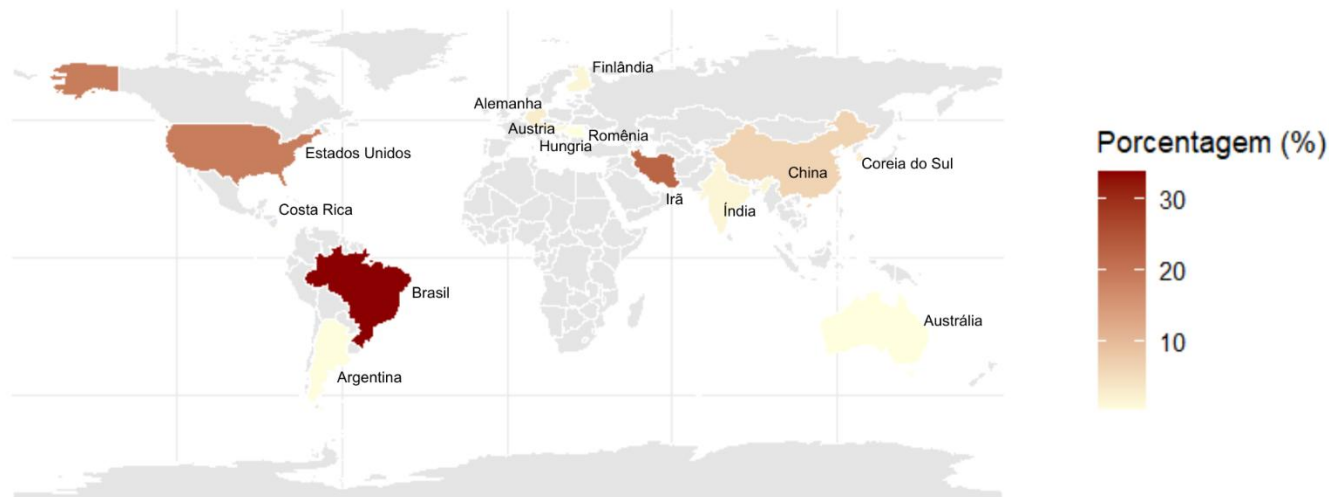 Finlândia
Alemanha
Austria
Romênia
Hungria
Estados Unidos
China
Coreia do Sul
Irã
Índia
Costa Rica
Brasil
Austrália
Argentina
Porcentagem (%)
30
20
10